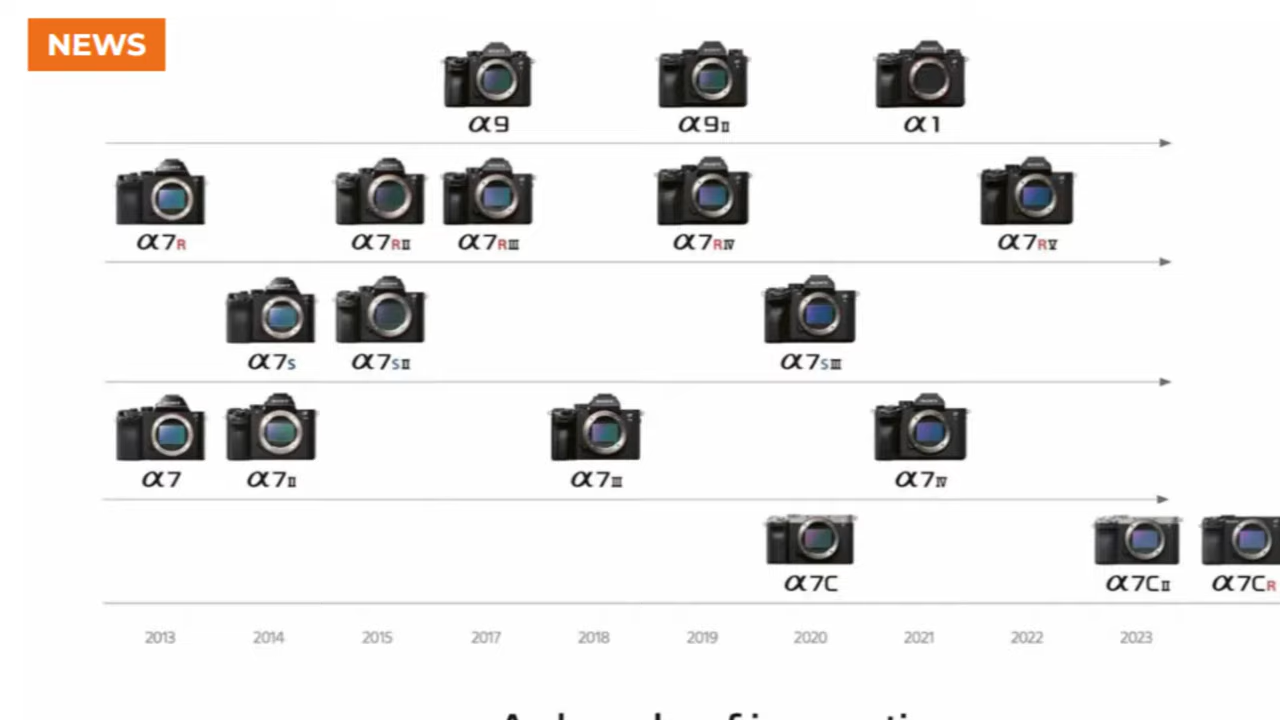 NEWS
α9 α9II α1
α7R α7RII α7RIII α7RIV α7RV
α7S α7SII α7SIII
α7 α7II α7III α7IV
α7C α7CII α7CR
2013 2014 2015 2017 2018 2019 2020 2021 2022 2023